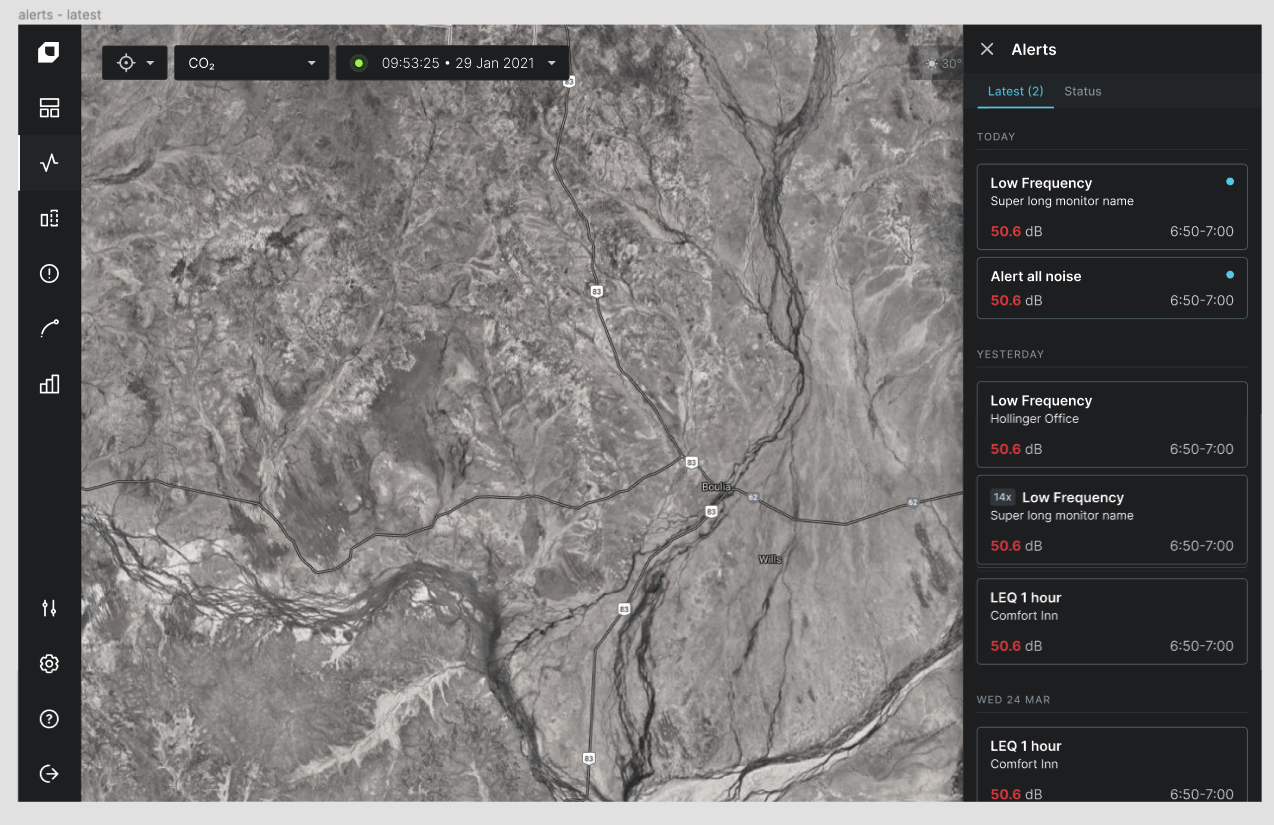 alerts - latest
CO₂
09:53:25 • 29 Jan 2021
30°
83
83
83
Boulia
62
62
83
Wills
83
83
Alerts
Latest (2)
Status
TODAY
Low Frequency
Super long monitor name
50.6 dB
6:50-7:00
Alert all noise
50.6 dB
6:50-7:00
YESTERDAY
Low Frequency
Hollinger Office
50.6 dB
6:50-7:00
14x Low Frequency
Super long monitor name
50.6 dB
6:50-7:00
LEQ 1 hour
Comfort Inn
50.6 dB
6:50-7:00
WED 24 MAR
LEQ 1 hour
Comfort Inn
50.6 dB
6:50-7:00